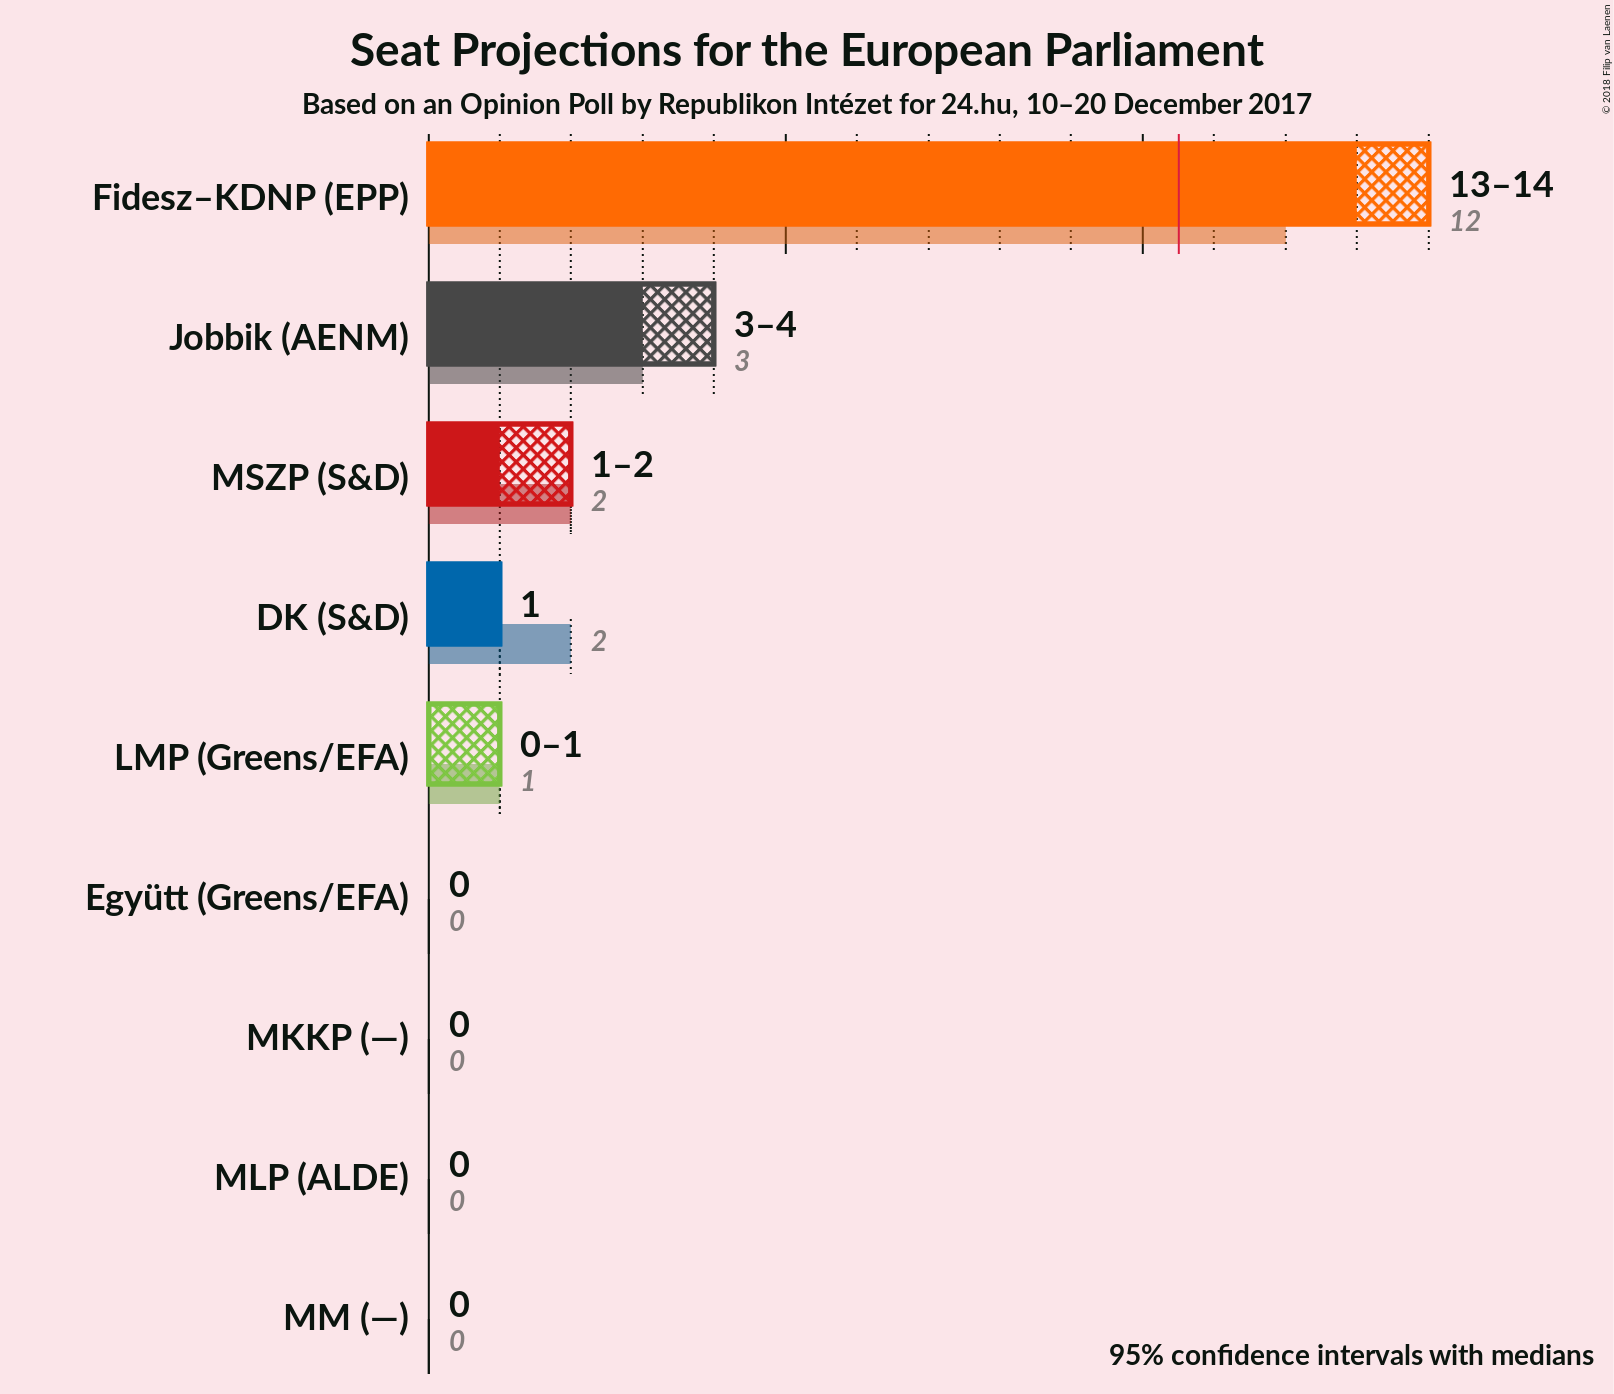 Seat Projections for the European Parliament
Based on an Opinion Poll by Republikon Intézet for 24.hu, 10–20 December 2017
© 2018 Filip van Laenen
Fidesz–KDNP (EPP)
13–14
12
Jobbik (AENM)
3–4
3
MSZP (S&D)
1–2
2
DK (S&D)
1
2
LMP (Greens/EFA)
0–1
1
Együtt (Greens/EFA)
0
0
MKKP (—)
0
0
MLP (ALDE)
0
0
MM (—)
0
0
95% confidence intervals with medians